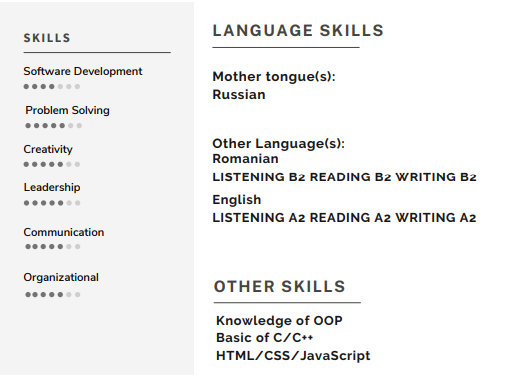 SKILLS
Software Development
Problem Solving
Creativity
Leadership
Communication
Organizational
LANGUAGE SKILLS
Mother tongue(s):
Russian
Other Language(s):
Romanian
LISTENING B2 READING B2 WRITING B2
English
LISTENING A2 READING A2 WRITING A2
OTHER SKILLS
Knowledge of OOP
Basic of C/C++
HTML/CSS/JavaScript